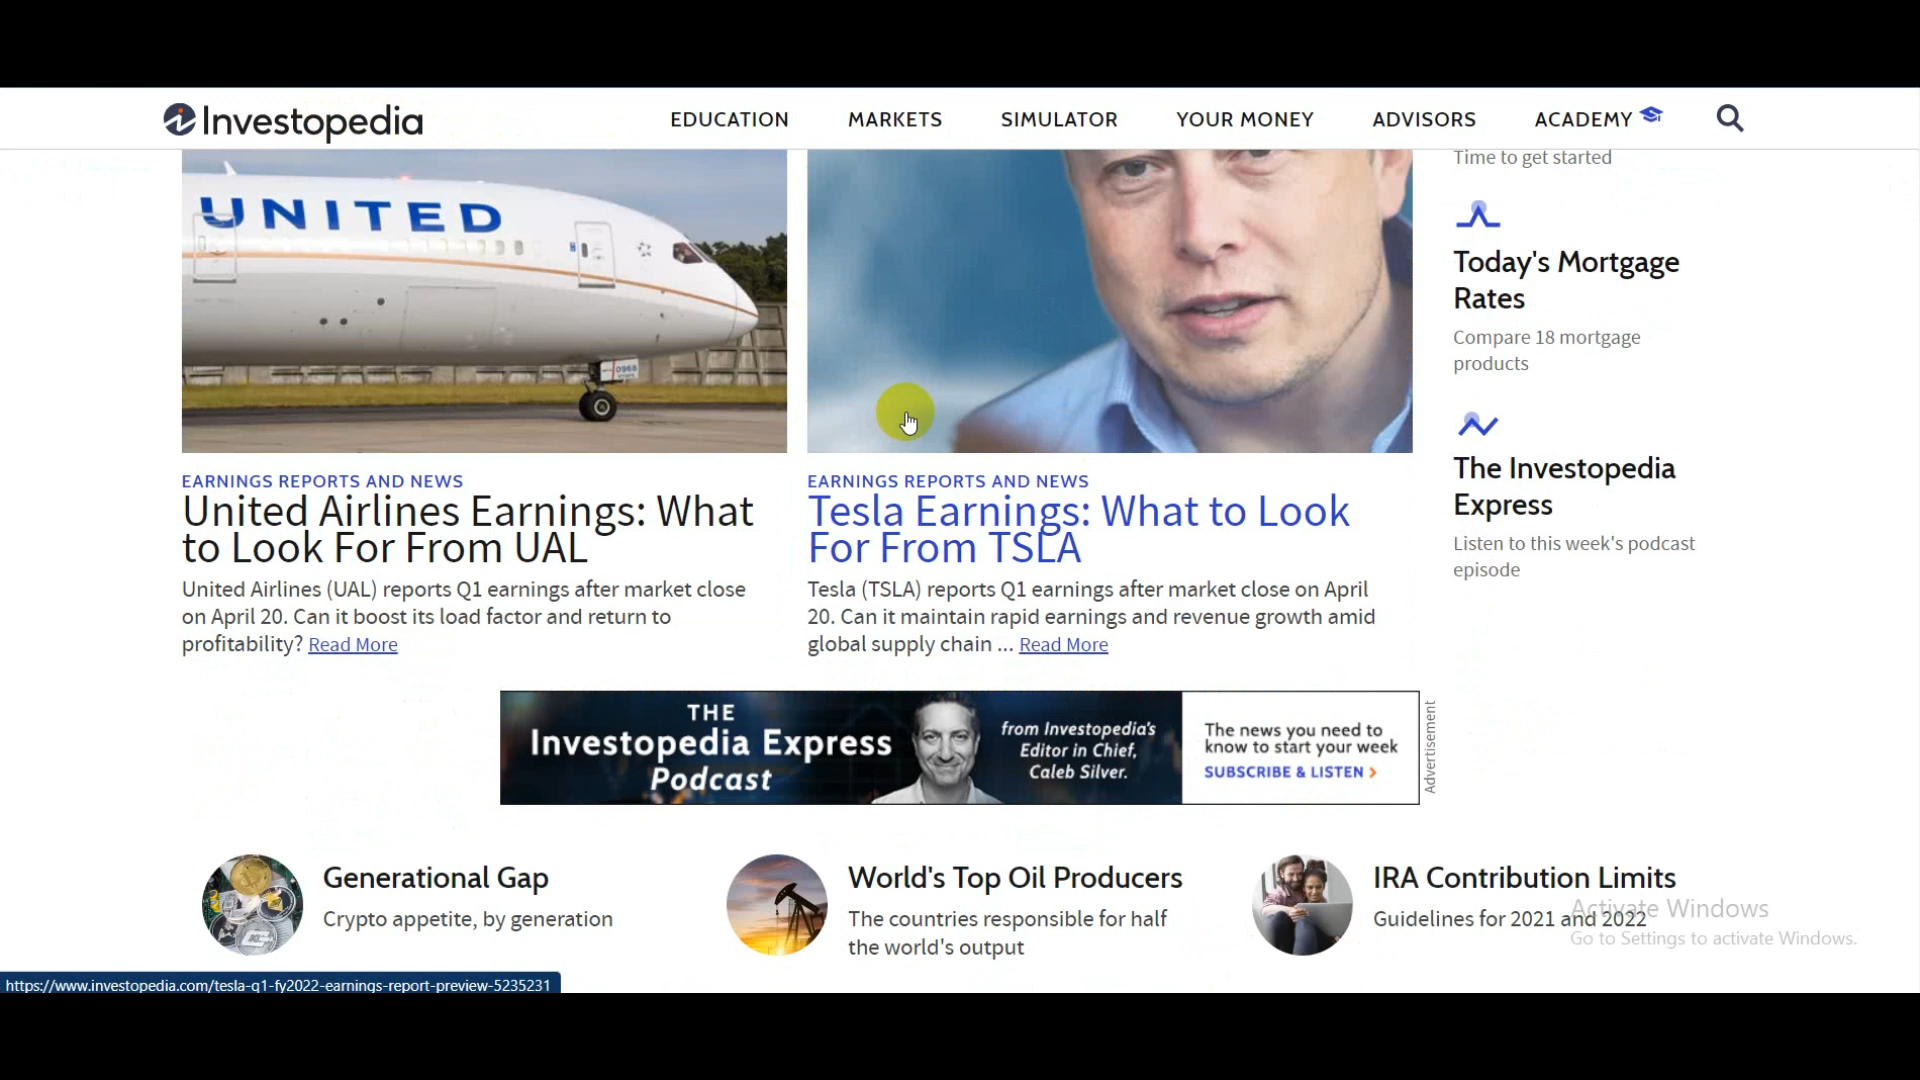 Investopedia
EDUCATION
MARKETS
SIMULATOR
YOUR MONEY
ADVISORS
ACADEMY
UNITED
0968
EARNINGS REPORTS AND NEWS
United Airlines Earnings: What
to Look For From UAL
United Airlines (UAL) reports Q1 earnings after market close
on April 20. Can it boost its load factor and return to
profitability? Read More
EARNINGS REPORTS AND NEWS
Tesla Earnings: What to Look
For From TSLA
Tesla (TSLA) reports Q1 earnings after market close on April
20. Can it maintain rapid earnings and revenue growth amid
global supply chain ... Read More
Time to get started
Today's Mortgage
Rates
Compare 18 mortgage
products
The Investopedia
Express
Listen to this week's podcast
episode
THE
Investopedia Express
Podcast
from Investopedia's
Editor in Chief,
Caleb Silver.
The news you need to
know to start your week
SUBSCRIBE & LISTEN >
Advertisement
Generational Gap
Crypto appetite, by generation
World's Top Oil Producers
The countries responsible for half
the world's output
IRA Contribution Limits
Guidelines for 2021 and 2022
Activate Windows
Go to Settings to activate Windows.
https://www.investopedia.com/tesla-q1-fy2022-earnings-report-preview-5235231